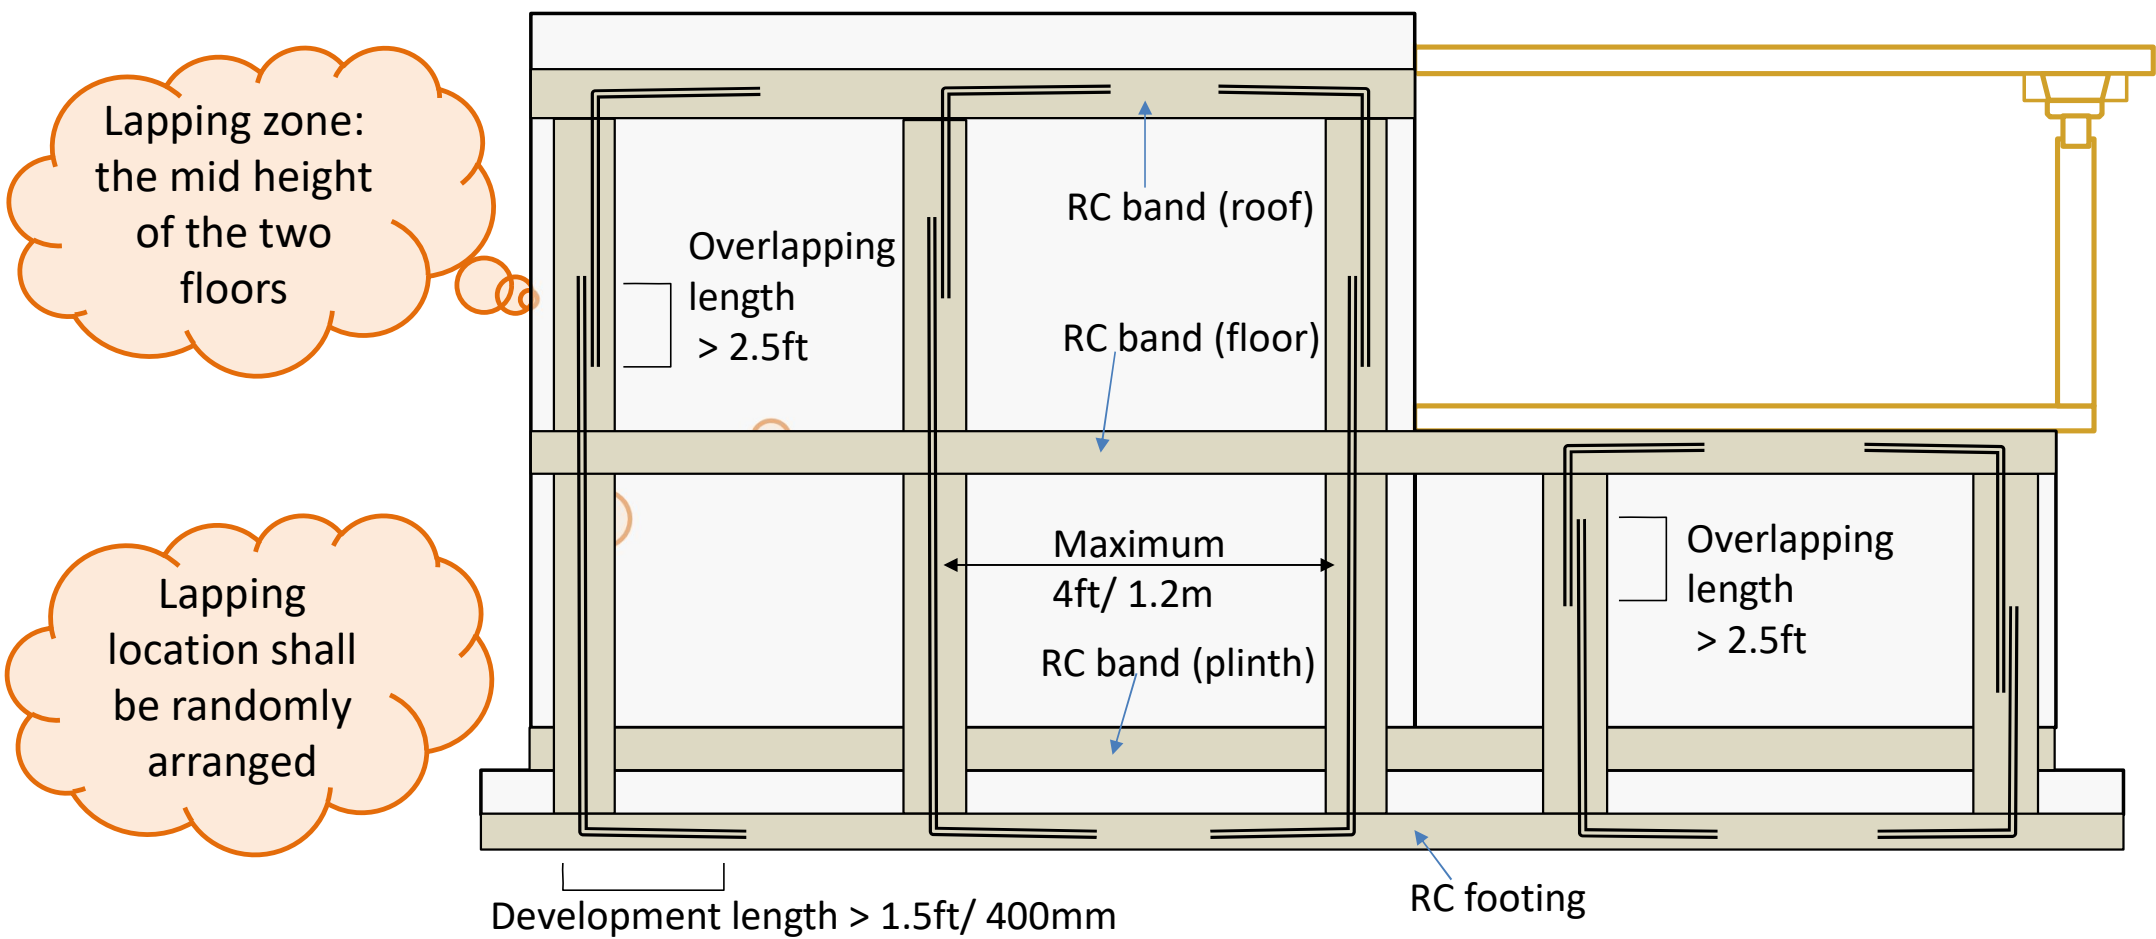 Lapping zone:
the mid height
of the two
floors
Overlapping
length
> 2.5ft
RC band (roof)
RC band (floor)
Lapping
location shall
be randomly
arranged
Maximum
4ft/ 1.2m
RC band (plinth)
Overlapping
length
> 2.5ft
Development length > 1.5ft/ 400mm
RC footing